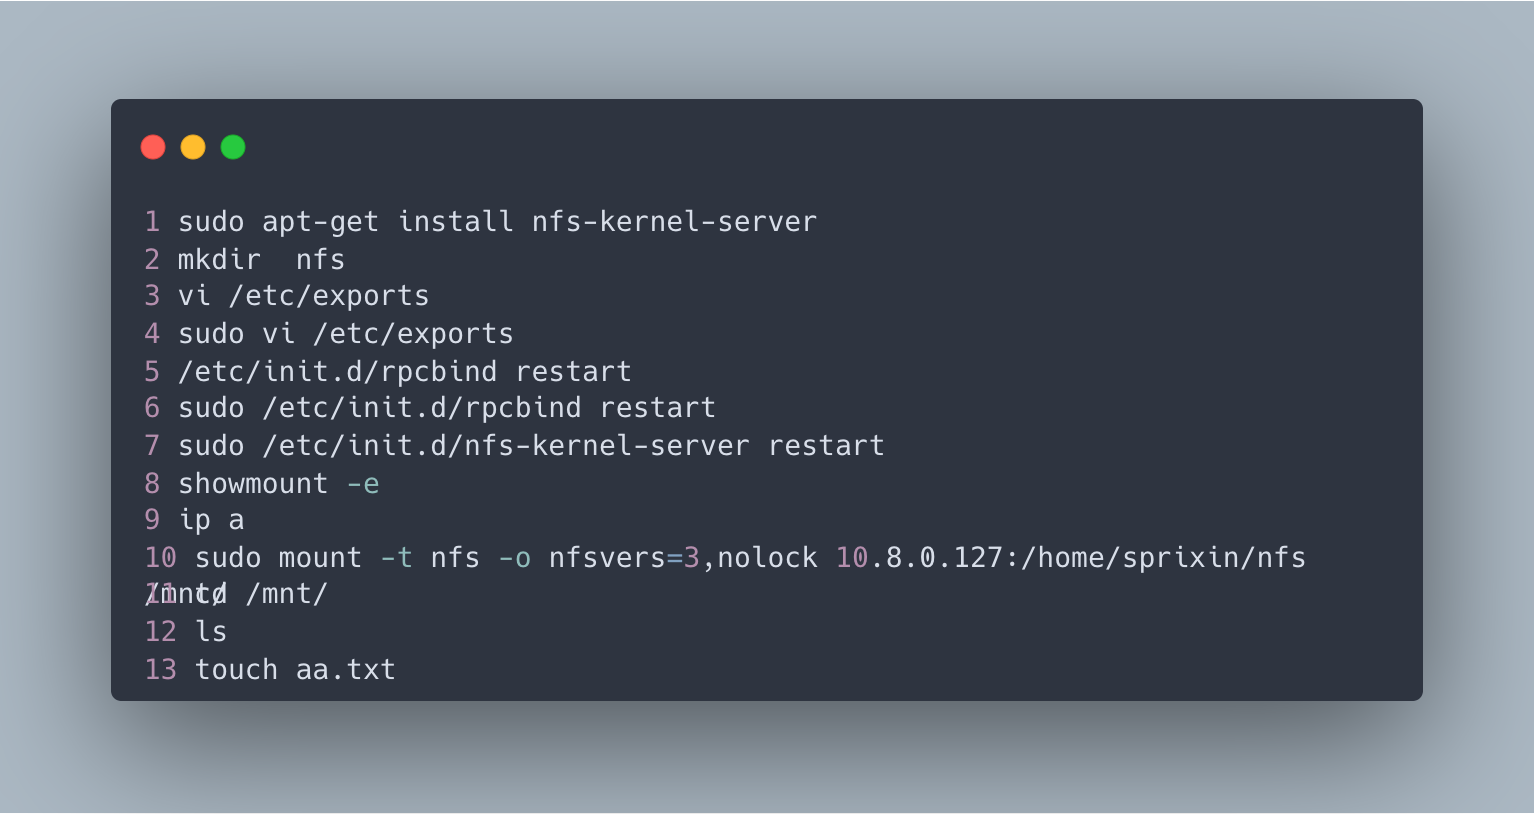 1 sudo apt-get install nfs-kernel-server
2 mkdir  nfs
3 vi /etc/exports
4 sudo vi /etc/exports
5 /etc/init.d/rpcbind restart
6 sudo /etc/init.d/rpcbind restart
7 sudo /etc/init.d/nfs-kernel-server restart
8 showmount -e
9 ip a
10 sudo mount -t nfs -o nfsvers=3,nolock 10.8.0.127:/home/sprixin/nfs
/mnt/
11 cd /mnt/
12 ls
13 touch aa.txt